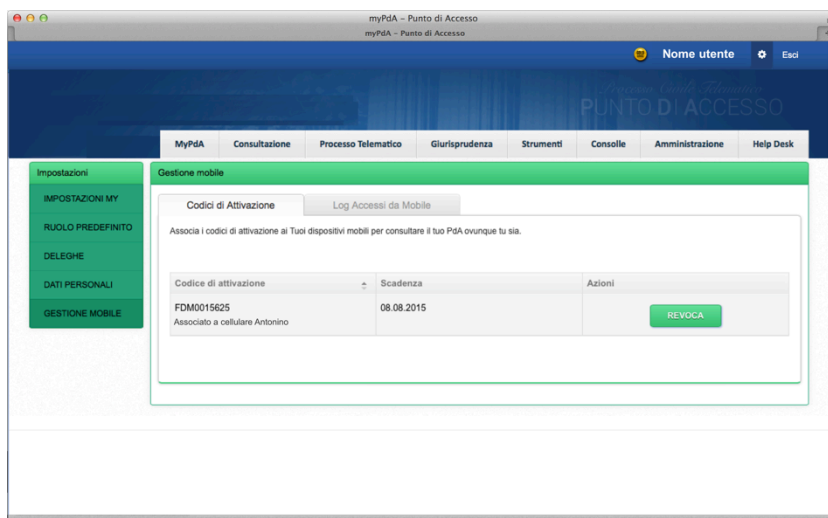 myPdA – Punto di Accesso
myPdA – Punto di Accesso
Nome utente
Esci
Processo Civile Telematico
PUNTO DI ACCESSO
MyPdA Consultazione Processo Telematico Giurisprudenza Strumenti Consolle Amministrazione Help Desk
Impostazioni
IMPOSTAZIONI MY
RUOLO PREDEFINITO
DELEGHE
DATI PERSONALI
GESTIONE MOBILE
Gestione mobile
Codici di Attivazione Log Accessi da Mobile
Associa i codici di attivazione ai Tuoi dispositivi mobili per consultare il tuo PdA ovunque tu sia.
Codice di attivazione Scadenza Azioni
FDM0015625 08.08.2015 REVOCA
Associato a cellulare Antonino